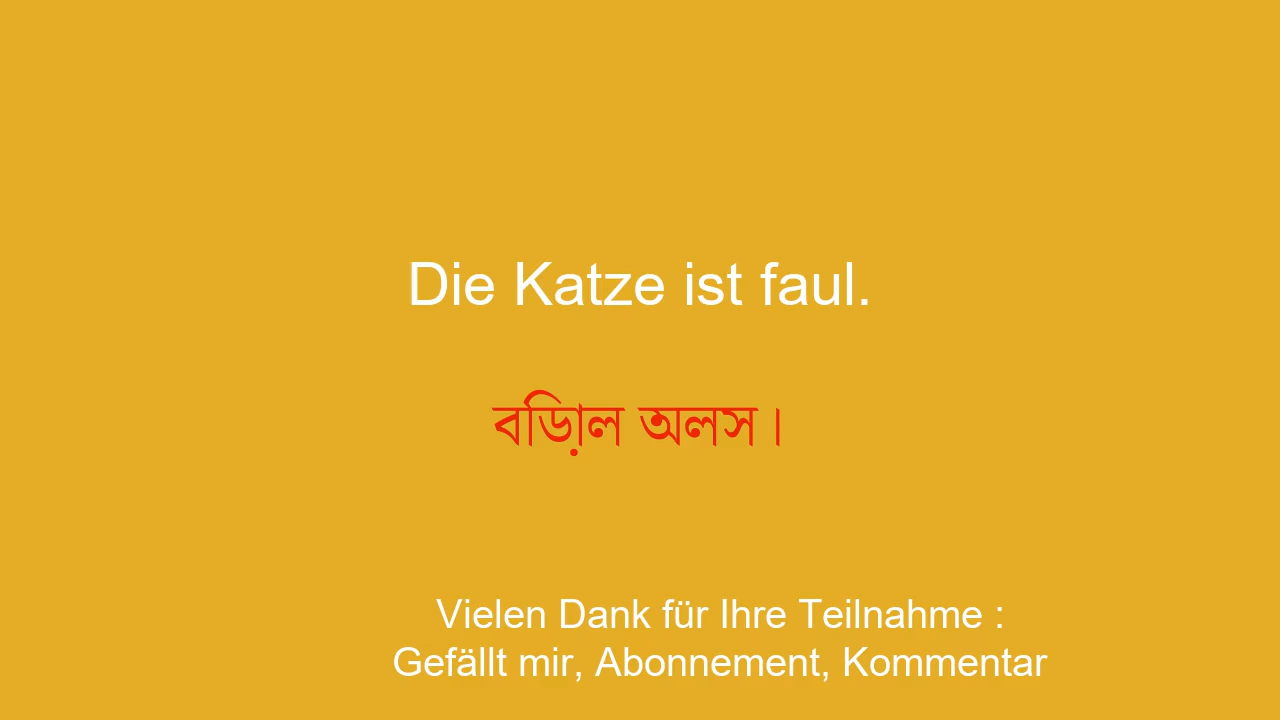 Die Katze ist faul.
বিড়াল অলস।
Vielen Dank für Ihre Teilnahme :
Gefällt mir, Abonnement, Kommentar